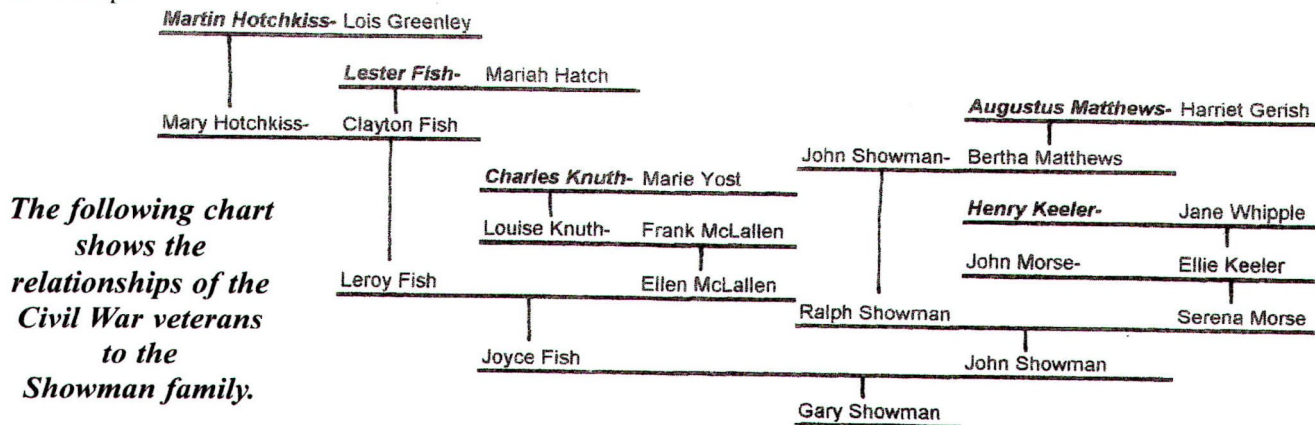 Martin Hotchkiss- Lois Greenley
Lester Fish- Mariah Hatch
Mary Hotchkiss- Clayton Fish
Augustus Matthews- Harriet Gerish
John Showman- Bertha Matthews
Charles Knuth- Marie Yost
Henry Keeler- Jane Whipple
Louise Knuth- Frank McLallen
John Morse- Ellie Keeler
Leroy Fish Ellen McLallen
Ralph Showman Serena Morse
Joyce Fish John Showman
Gary Showman
The following chart
shows the
relationships of the
Civil War veterans
to the
Showman family.